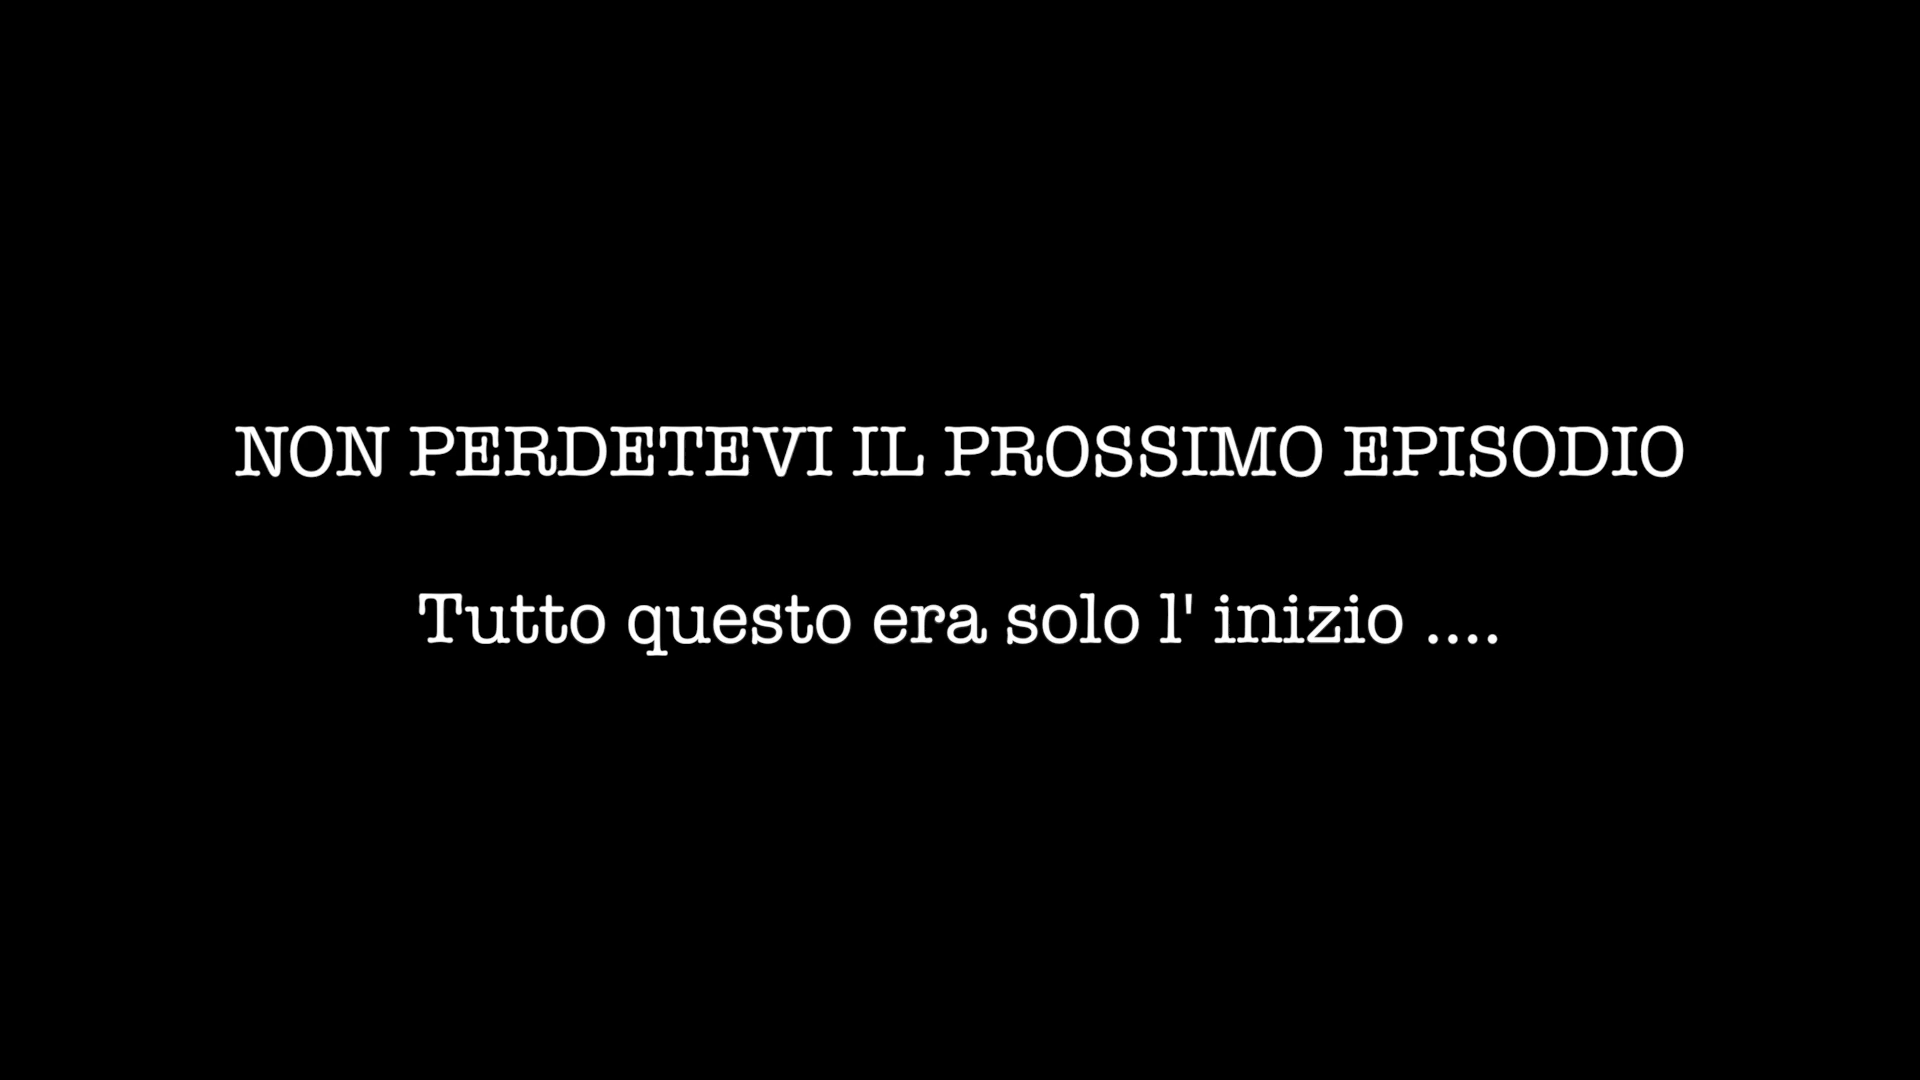 NON PERDETEVI IL PROSSIMO EPISODIO
Tutto questo era solo l' inizio ....